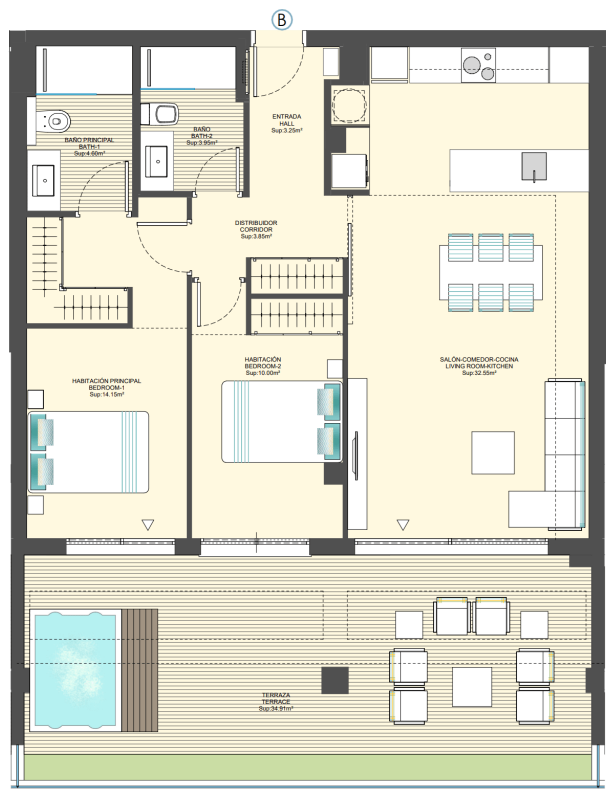 B
ENTRADA
HALL
Sup:3.25m²
BAÑO
BATH-2
Sup:3.95m²
BAÑO PRINCIPAL
BATH-1
Sup:4.60m²
DISTRIBUIDOR
CORRIDOR
Sup:3.85m²
HABITACIÓN
BEDROOM-2
Sup:10.00m²
SALÓN-COMEDOR-COCINA
LIVING ROOM-KITCHEN
Sup:32.55m²
HABITACIÓN PRINCIPAL
BEDROOM-1
Sup:14.15m²
TERRAZA
TERRACE
Sup:34.91m²